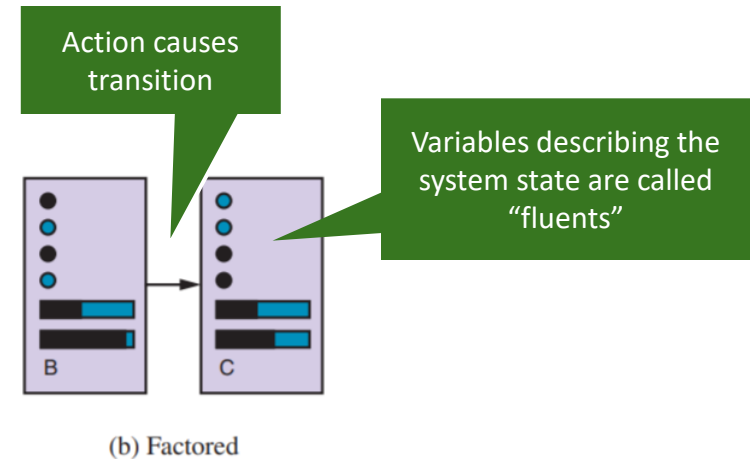 Action causes
transition
Variables describing the
system state are called
“fluents”
B
C
(b) Factored